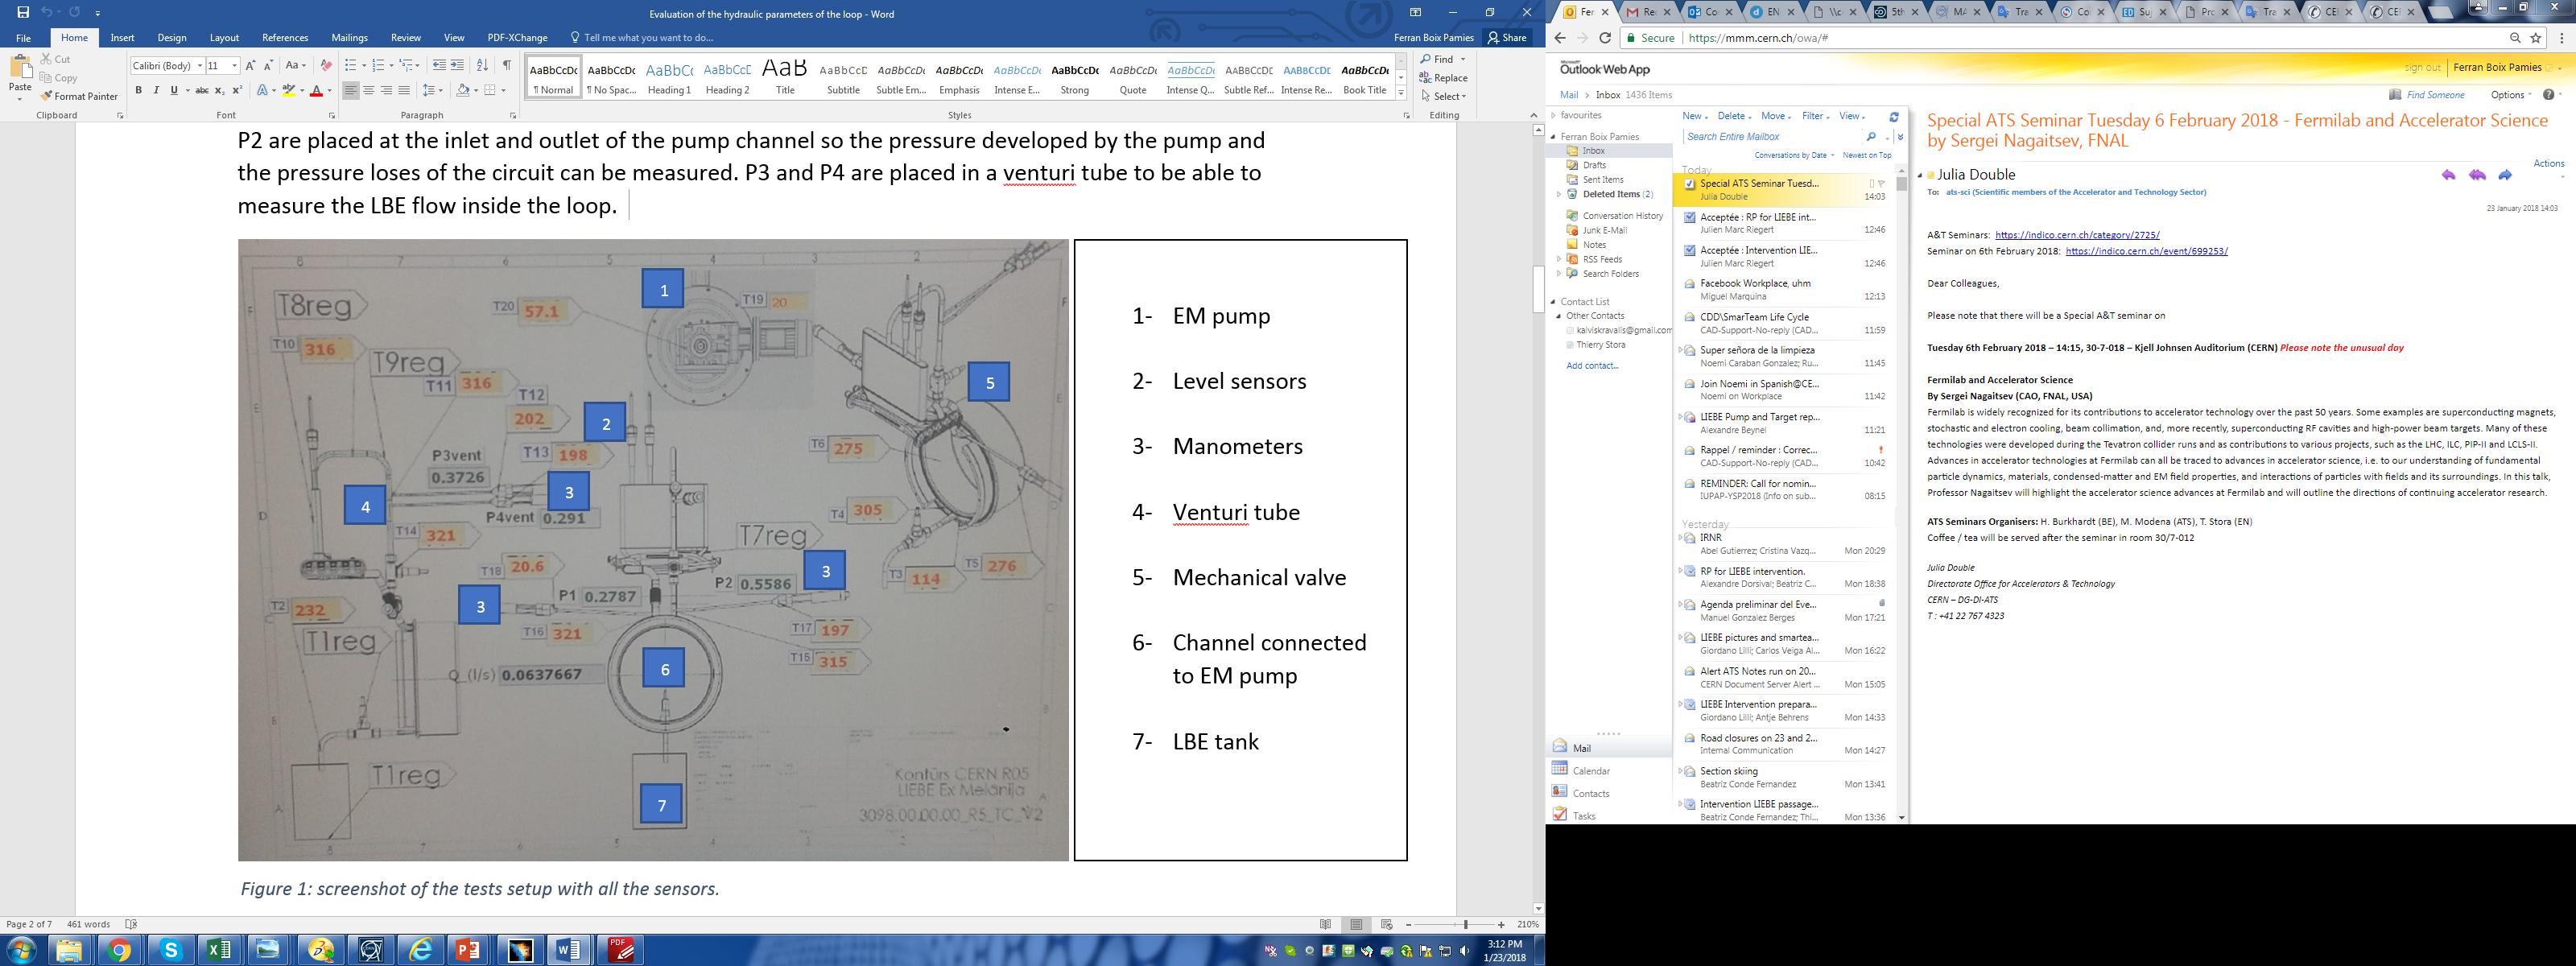 Evaluation of the hydraulic parameters of the loop - Word
File Home Insert Design Layout References Mailings Review View PDF-XChange Tell me what you want to do... Ferran Boix Pamies Share
Paste
Cut
Copy
Format Painter
Clipboard
Calibri (Body) 11
Font
Paragraph
AaBbCcDc AaBbCcDc AaBbCc AaBbCcD AaB AaBbCcD AaBbCcDc AaBbCcDc AaBbCcDc AaBbCcDc AaBbCcDc AaBbCcDc AABBCCDC AABBCCDC AaBbCcDc
¶ Normal ¶ No Spac... Heading 1 Heading 2 Title Subtitle Subtle Em... Emphasis Intense E... Strong Quote Intense Q... Subtle Ref... Intense Re... Book Title
Styles
Find
Replace
Select
Editing
P2 are placed at the inlet and outlet of the pump channel so the pressure developed by the pump and
the pressure loses of the circuit can be measured. P3 and P4 are placed in a venturi tube to be able to
measure the LBE flow inside the loop.
T8reg
T10 316
T9reg
T11 316
T12
202
T20 57.1
1
T19 20
2
5
T13 198
P3vent
0.3726
3
4
P4vent 0.291
T14 321
T6 275
T4 305
T7reg
T18 20.6
P1 0.2787
P2 0.5586
3
3
T3 114
T5 276
T2 232
T1reg
T16 321
T17 197
T15 315
Q (l/s) 0.0637667
6
7
T1reg
Kontūrs CERN R05
LIEBE Ex Melānija
3098.00.00.00_R5_TC_V2
1- EM pump
2- Level sensors
3- Manometers
4- Venturi tube
5- Mechanical valve
6- Channel connected
to EM pump
7- LBE tank
Figure 1: screenshot of the tests setup with all the sensors.
Page 2 of 7 461 words
210%
3:12 PM
1/23/2018
Secure https://mmm.cern.ch/owa/#
Microsoft
Outlook Web App
sign out Ferran Boix Pamies
Mail > Inbox 1436 Items
Find Someone Options
favourites
Ferran Boix Pamies
Inbox
Drafts
Sent Items
Deleted Items (2)
Conversation History
Junk E-Mail
Notes
RSS Feeds
Search Folders
Contact List
Other Contacts
kalviskravalis@gmail.com
Thierry Stora
Add contact...
Mail
Calendar
Contacts
Tasks
New Delete Move Filter View
Search Entire Mailbox
Conversations by Date Newest on Top
Today
Special ATS Seminar Tuesd...
Julia Double 14:03
Acceptée : RP for LIEBE int...
Julien Marc Riegert 12:46
Acceptée : Intervention LIE...
Julien Marc Riegert 12:46
Facebook Workplace, uhm
Miguel Marquina 12:13
CDD\SmarTeam Life Cycle
CAD-Support-No-reply (CAD... 11:59
Super señora de la limpieza
Noemi Caraban Gonzalez; Ru... 11:45
Join Noemi in Spanish@CE...
Noemi on Workplace 11:42
LIEBE Pump and Target rep...
Alexandre Beynel 11:21
Rappel / reminder : Correc...
CAD-Support-No-reply (CAD... 10:42
REMINDER: Call for nomin...
IUPAP-YSP2018 (Info on sub... 08:15
Yesterday
IRNR
Abel Gutierrez; Cristina Vazq... Mon 20:29
RP for LIEBE intervention.
Alexandre Dorsival; Beatriz C... Mon 18:38
Agenda preliminar del Eve...
Manuel Gonzalez Berges Mon 17:21
LIEBE pictures and smartea...
Giordano Lilli; Carlos Veiga Al... Mon 16:22
Alert ATS Notes run on 20...
CERN Document Server Alert ... Mon 15:05
LIEBE Intervention prepara...
Giordano Lilli; Antje Behrens Mon 14:33
Road closures on 23 and 2...
Internal Communication Mon 14:27
Section skiing
Beatriz Conde Fernandez Mon 13:41
Intervention LIEBE passage...
Beatriz Conde Fernandez; Thi... Mon 13:36
Special ATS Seminar Tuesday 6 February 2018 - Fermilab and Accelerator Science
by Sergei Nagaitsev, FNAL
Actions
Julia Double
To: ats-sci (Scientific members of the Accelerator and Technology Sector)
23 January 2018 14:03
A&T Seminars: https://indico.cern.ch/category/2725/
Seminar on 6th February 2018: https://indico.cern.ch/event/699253/
Dear Colleagues,
Please note that there will be a Special A&T seminar on
Tuesday 6th February 2018 – 14:15, 30-7-018 – Kjell Johnsen Auditorium (CERN) Please note the unusual day
Fermilab and Accelerator Science
By Sergei Nagaitsev (CAO, FNAL, USA)
Fermilab is widely recognized for its contributions to accelerator technology over the past 50 years. Some examples are superconducting magnets,
stochastic and electron cooling, beam collimation, and, more recently, superconducting RF cavities and high-power beam targets. Many of these
technologies were developed during the Tevatron collider runs and as contributions to various projects, such as the LHC, ILC, PIP-II and LCLS-II.
Advances in accelerator technologies at Fermilab can all be traced to advances in accelerator science, i.e. to our understanding of fundamental
particle dynamics, materials, condensed-matter and EM field properties, and interactions of particles with fields and its surroundings. In this talk,
Professor Nagaitsev will highlight the accelerator science advances at Fermilab and will outline the directions of continuing accelerator research.
ATS Seminars Organisers: H. Burkhardt (BE), M. Modena (ATS), T. Stora (EN)
Coffee / tea will be served after the seminar in room 30/7-012
Julia Double
Directorate Office for Accelerators & Technology
CERN – DG-DI-ATS
T : +41 22 767 4323